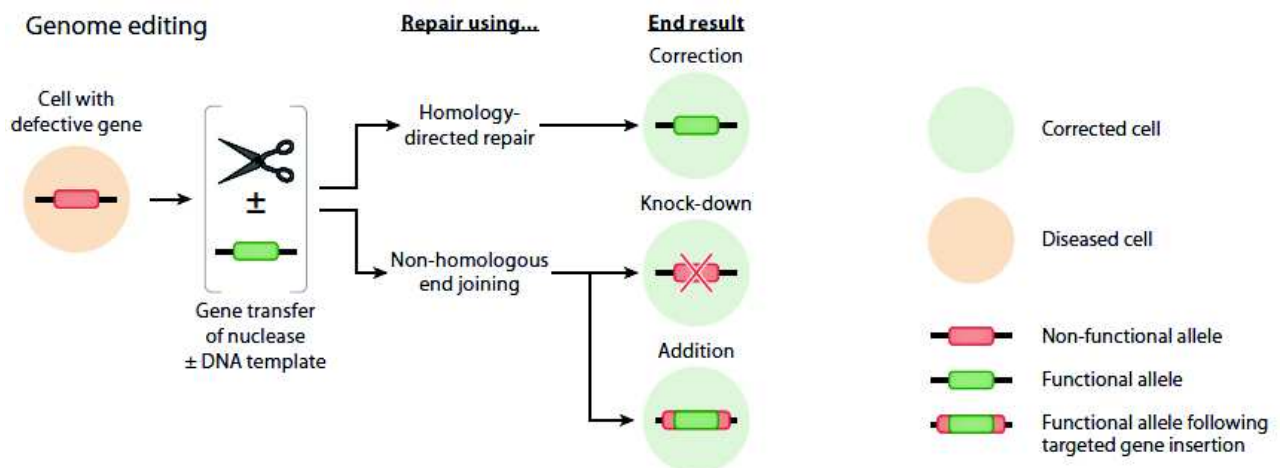 Genome editing
Repair using...
End result
Correction
Cell with
defective gene
Homology-
directed repair
±
Knock-down
Non-homologous
end joining
Gene transfer
of nuclease
± DNA template
Addition
Corrected cell
Diseased cell
Non-functional allele
Functional allele
Functional allele following
targeted gene insertion